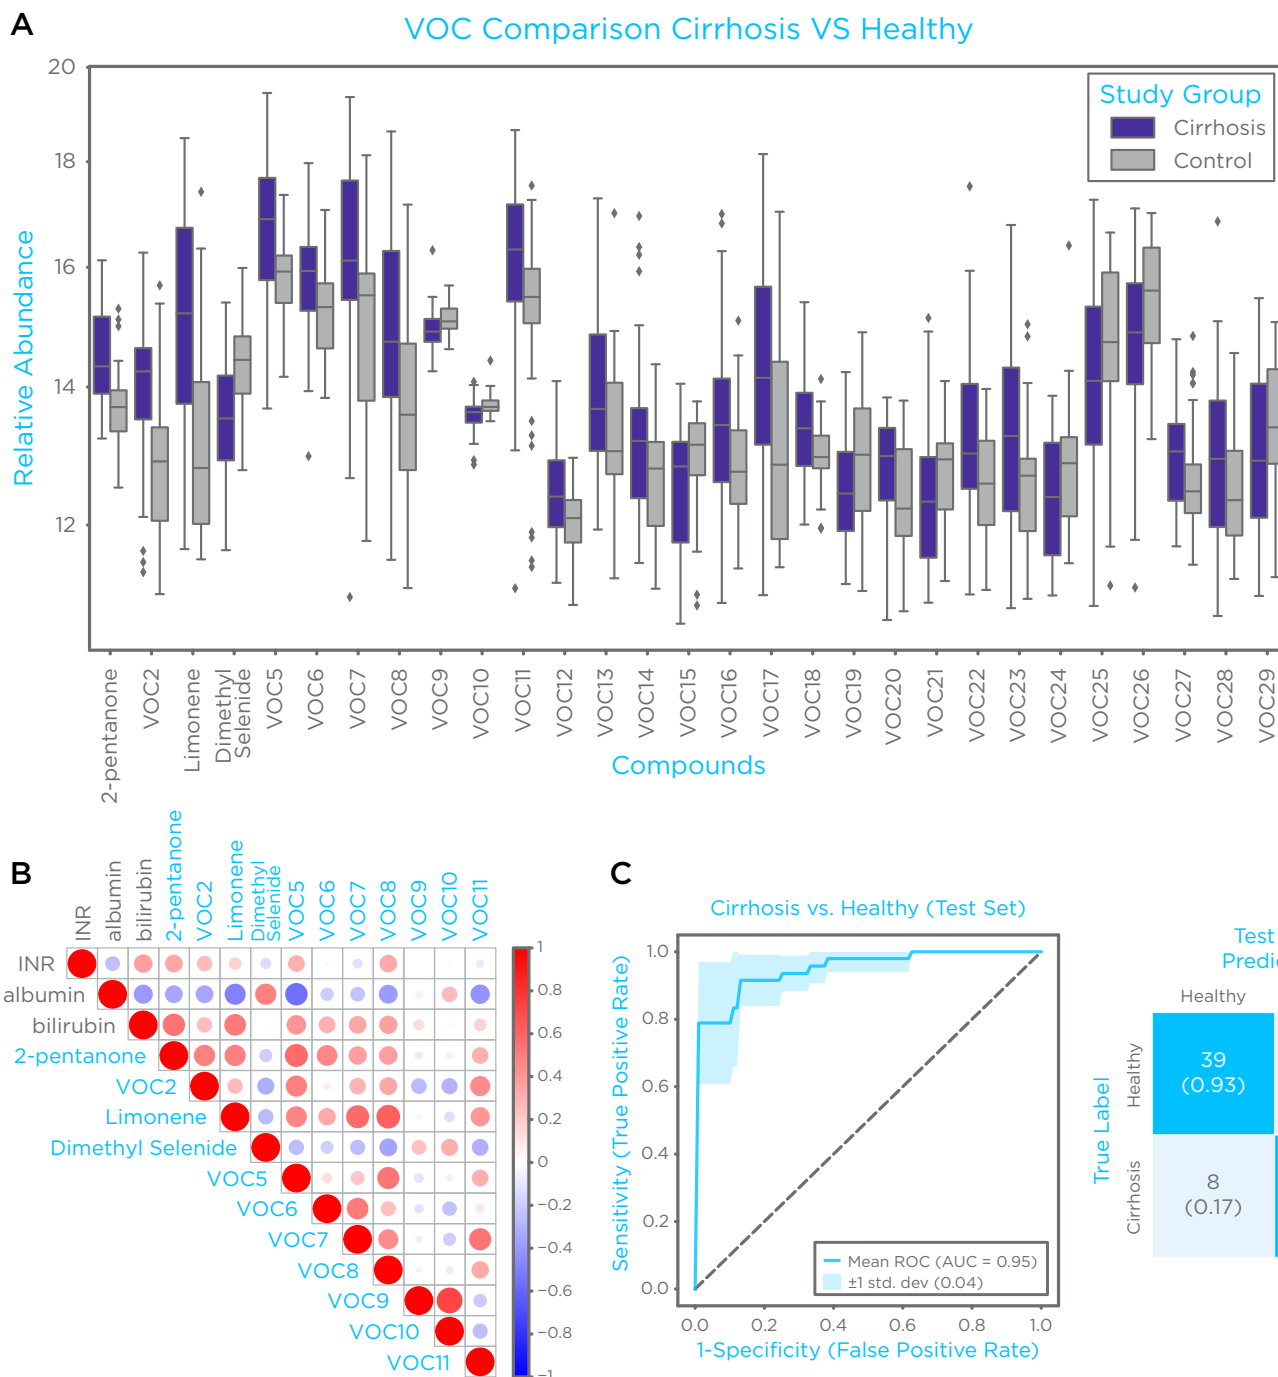 A
VOC Comparison Cirrhosis VS Healthy
Relative Abundance
20
18
16
14
12
Study Group
Cirrhosis
Control
2-pentanone
VOC2
Limonene
Dimethyl
Selenide
VOC5
VOC6
VOC7
VOC8
VOC9
VOC10
VOC11
VOC12
VOC13
VOC14
VOC15
VOC16
VOC17
VOC18
VOC19
VOC20
VOC21
VOC22
VOC23
VOC24
VOC25
VOC26
VOC27
VOC28
VOC29
Compounds
B
INR
albumin
bilirubin
2-pentanone
VOC2
Limonene
Dimethyl
Selenide
VOC5
VOC6
VOC7
VOC8
VOC9
VOC10
VOC11
INR
albumin
bilirubin
2-pentanone
VOC2
Limonene
Dimethyl Selenide
VOC5
VOC6
VOC7
VOC8
VOC9
VOC10
VOC11
1
0.8
0.6
0.4
0.2
0
−0.2
−0.4
−0.6
−0.8
−1
C
Cirrhosis vs. Healthy (Test Set)
Sensitivity (True Positive Rate)
1.0
0.8
0.6
0.4
0.2
0.0
Mean ROC (AUC = 0.95)
±1 std. dev (0.04)
0.0
0.2
0.4
0.6
0.8
1.0
1-Specificity (False Positive Rate)
Test
Healthy
True Label
Healthy
39
(0.93)
Cirrhosis
8
(0.17)